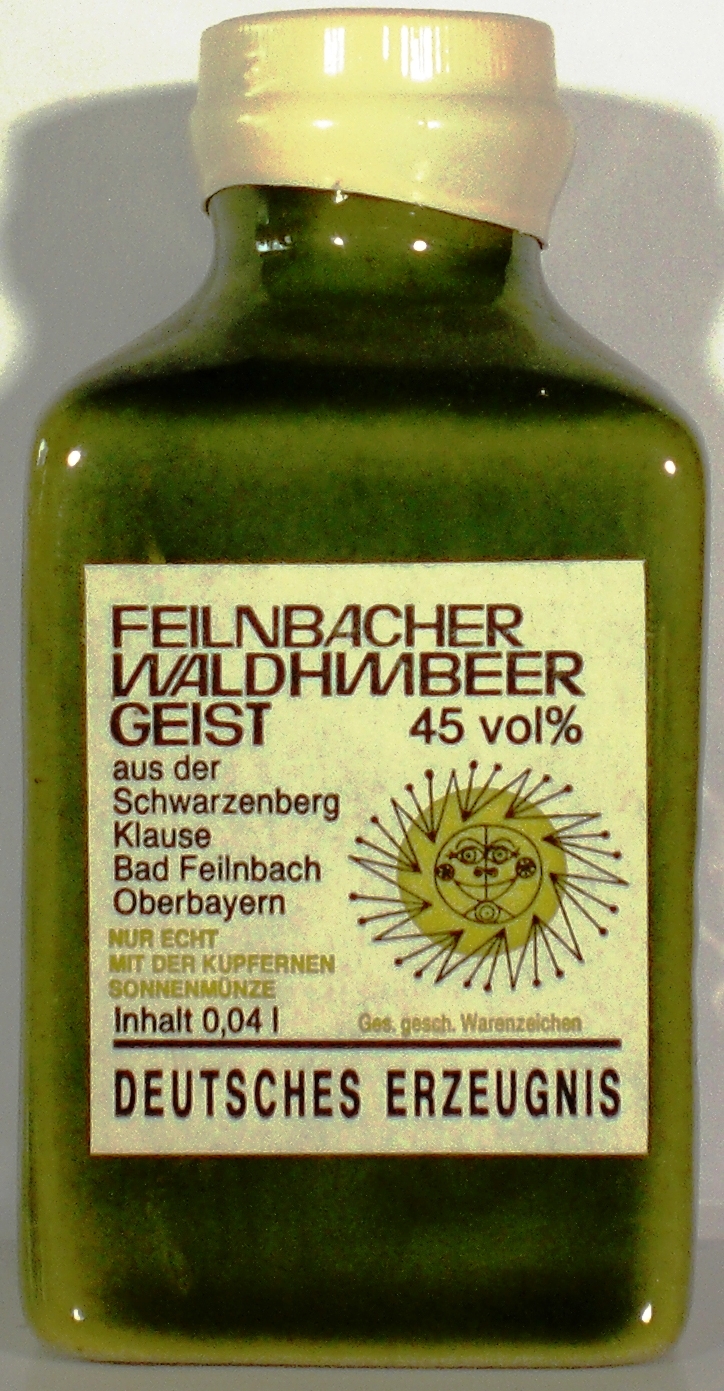 FEILNBACHER
WALDHIMBEER
GEIST 45 vol%
aus der
Schwarzenberg
Klause
Bad Feilnbach
Oberbayern
NUR ECHT
MIT DER KUPFERNEN
SONNENMÜNZE
Inhalt 0,04 l
Ges. gesch. Warenzeichen
DEUTSCHES ERZEUGNIS